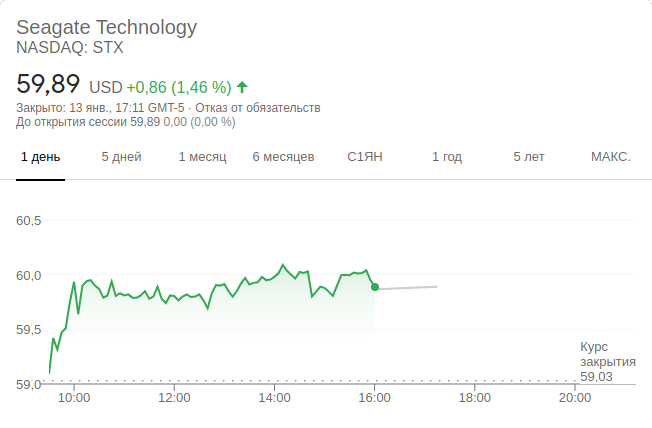 Seagate Technology
NASDAQ: STX
59,89 USD +0,86 (1,46 %)
Закрыто: 13 янв., 17:11 GMT-5 · Отказ от обязательств
До открытия сессии 59,89 0,00 (0,00 %)
1 день 5 дней 1 месяц 6 месяцев С1ЯН 1 год 5 лет МАКС.
60,5
60,0
59,5
Курс
закрытия
59,03
59,0
10:00 12:00 14:00 16:00 18:00 20:00